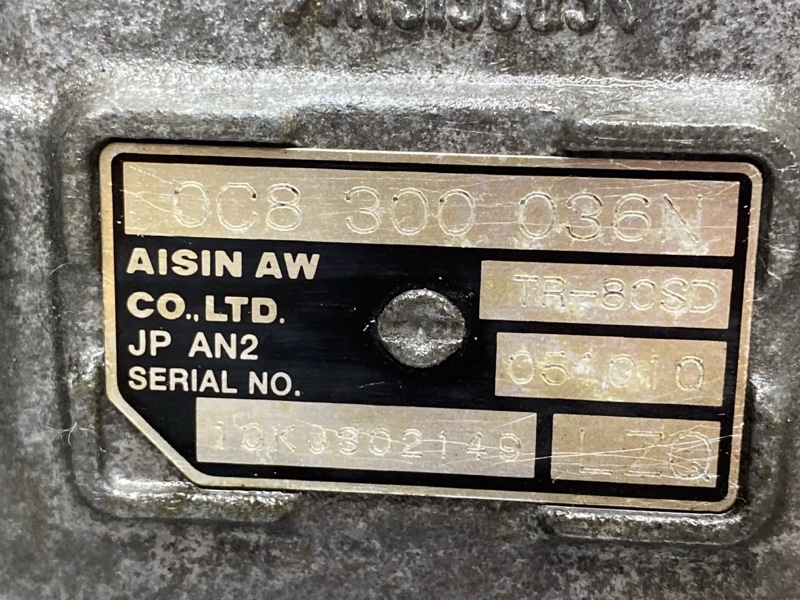 0C8 300 036N
AISIN AW
CO.,LTD.
TR-80SD
JP AN2
051010
SERIAL NO.
10K0302149 LZQ